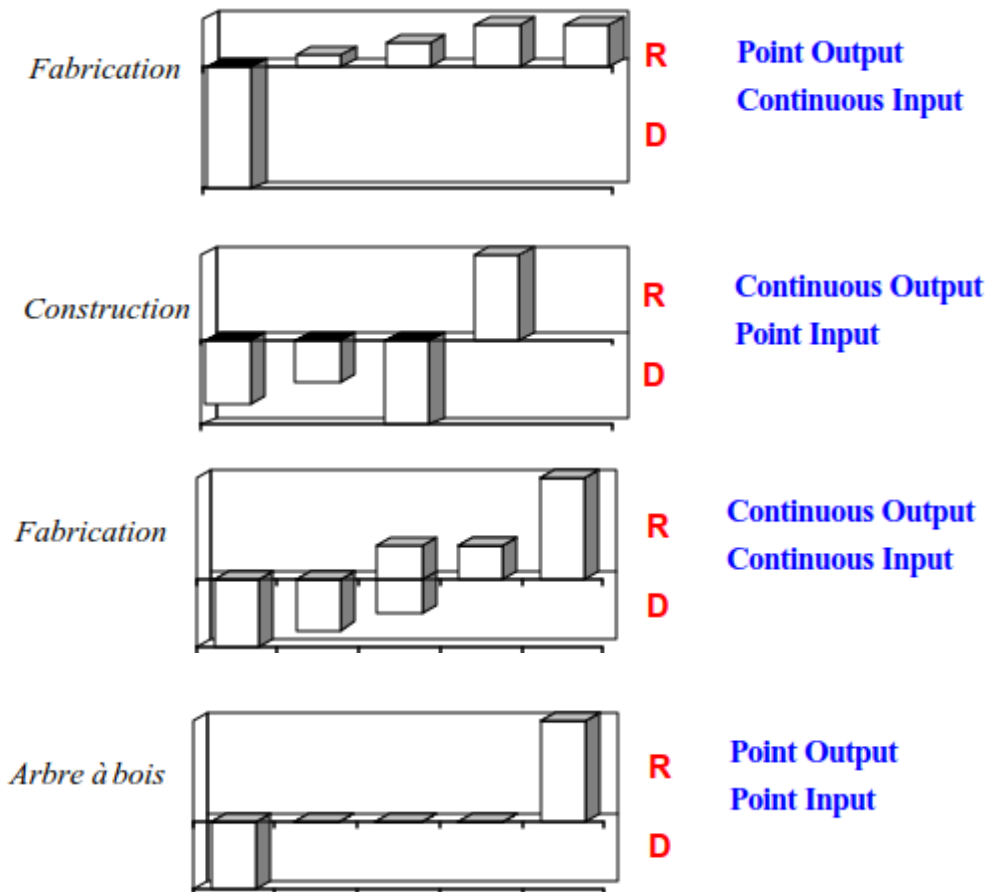 Fabrication
R
D
Point Output
Continuous Input
Construction
R
D
Continuous Output
Point Input
Fabrication
R
D
Continuous Output
Continuous Input
Arbre à bois
R
D
Point Output
Point Input